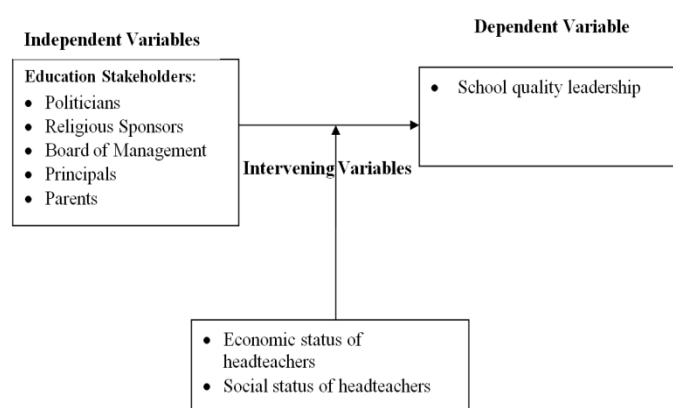 Independent Variables
Education Stakeholders:
• Politicians
• Religious Sponsors
• Board of Management
• Principals
• Parents
Dependent Variable
• School quality leadership
Intervening Variables
• Economic status of
headteachers
• Social status of headteachers